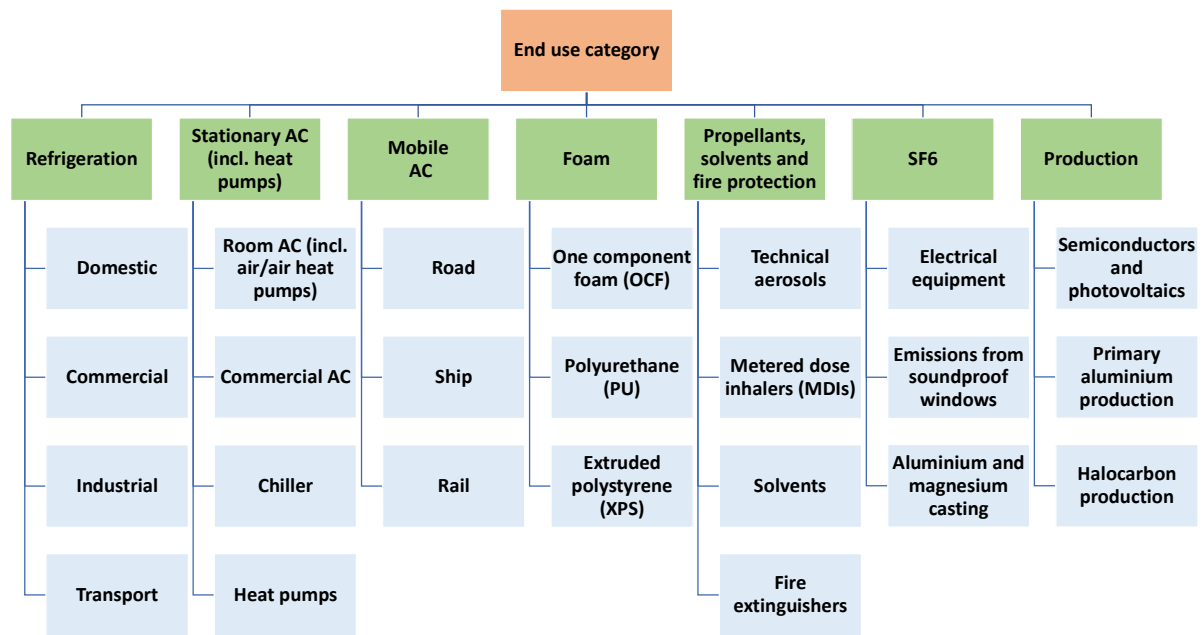 End use category
Refrigeration
Domestic
Commercial
Industrial
Transport
Stationary AC
(incl. heat
pumps)
Room AC (incl.
air/air heat
pumps)
Commercial AC
Chiller
Heat pumps
Mobile
AC
Road
Ship
Rail
Foam
One component
foam (OCF)
Polyurethane
(PU)
Extruded
polystyrene
(XPS)
Propellants,
solvents and
fire protection
Technical
aerosols
Metered dose
inhalers (MDIs)
Solvents
Fire
extinguishers
SF6
Electrical
equipment
Emissions from
soundproof
windows
Aluminium and
magnesium
casting
Production
Semiconductors
and
photovoltaics
Primary
aluminium
production
Halocarbon
production